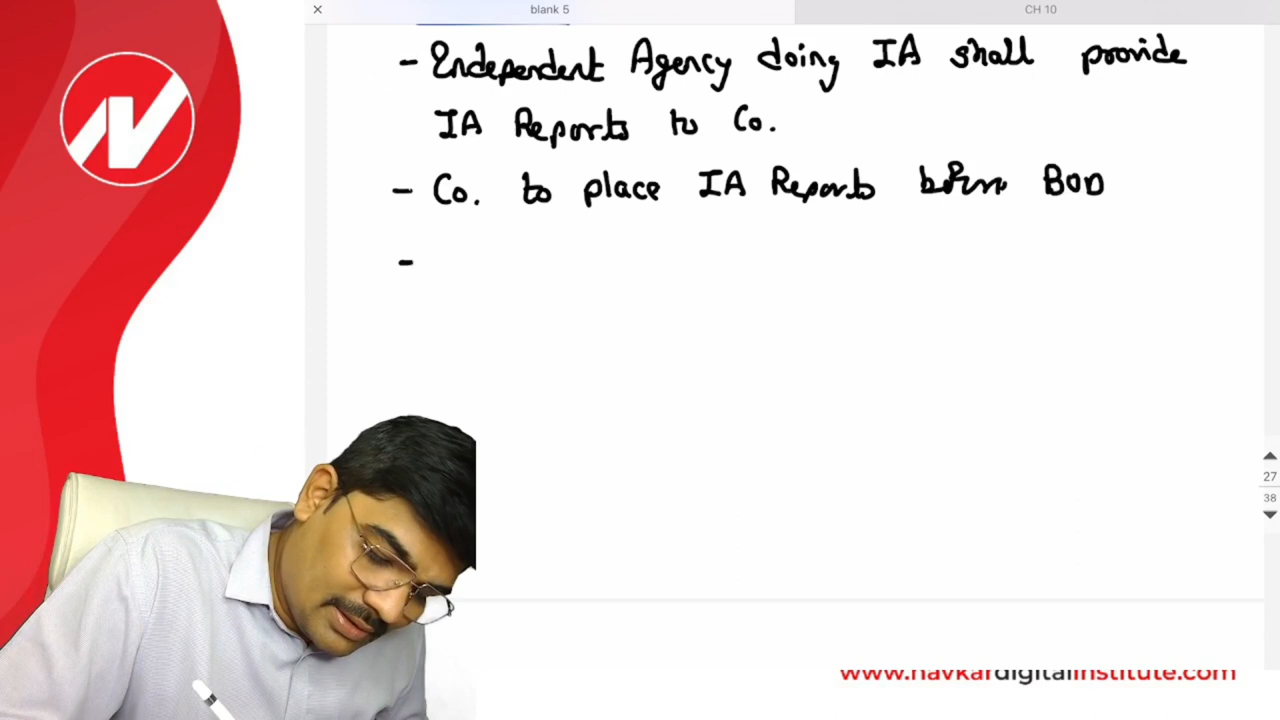 blank 5
CH 10
- Independent Agency doing IA shall provide
IA Reports to Co.
- Co. to place IA Reports before BOD
-
27
38
www.navkardigitalinstitute.com